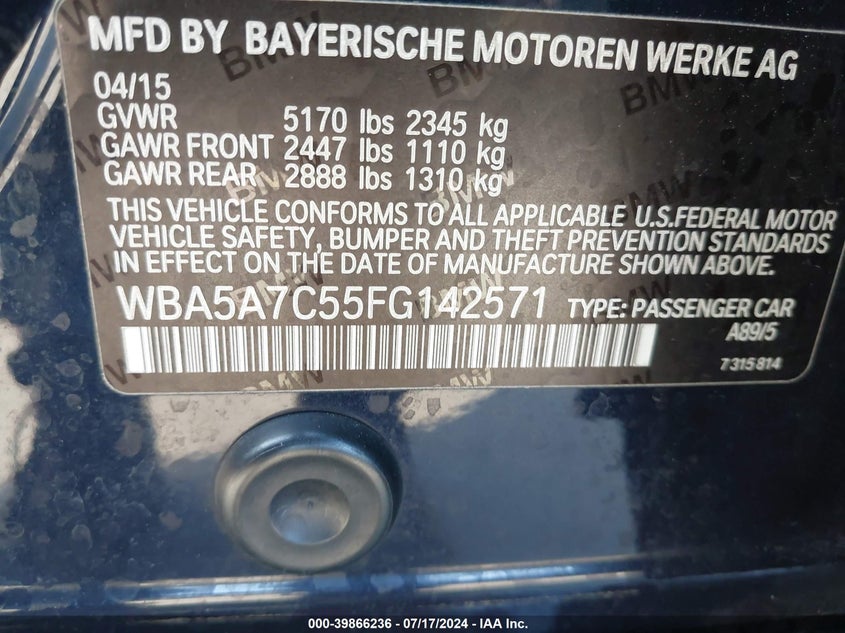 MFD BY BAYERISCHE MOTOREN WERKE AG
04/15
GVWR 5170 lbs 2345 kg
GAWR FRONT 2447 lbs 1110 kg
GAWR REAR 2888 lbs 1310 kg
THIS VEHICLE CONFORMS TO ALL APPLICABLE U.S.FEDERAL MOTOR
VEHICLE SAFETY, BUMPER AND THEFT PREVENTION STANDARDS
IN EFFECT ON THE DATE OF MANUFACTURE SHOWN ABOVE.
WBA5A7C55FG142571 TYPE: PASSENGER CAR
A89/5
7315814
000-39866236 - 07/17/2024 - IAA Inc.